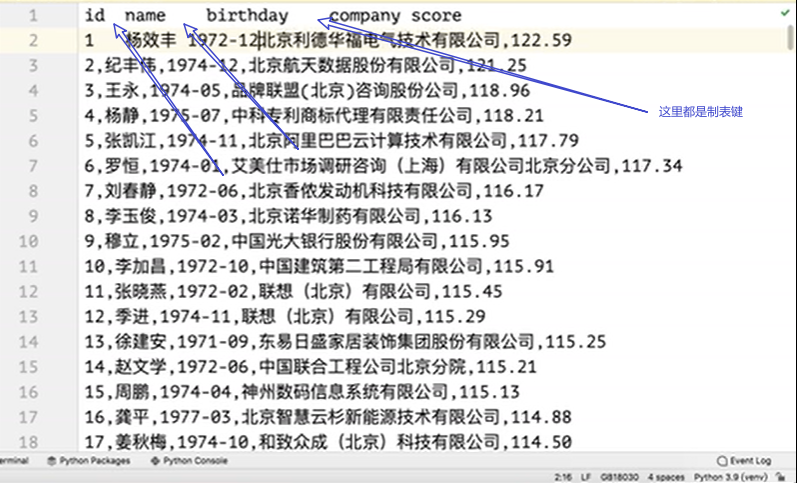 1 id name birthday company score
2 1 杨效丰 1972-12北京利德华福电气技术有限公司,122.59
3 2,纪丰伟,1974-12,北京航天数据股份有限公司,121.25
4 3,王永,1974-05,品牌联盟(北京)咨询股份公司,118.96
5 4,杨静,1975-07,中科专利商标代理有限责任公司,118.21
这里都是制表键
6 5,张凯江,1974-11,北京阿里巴巴云计算技术有限公司,117.79
7 6,罗恒,1974-01,艾美仕市场调研咨询（上海）有限公司北京分公司,117.34
8 7,刘春静,1972-06,北京香侬发动机科技有限公司,116.17
9 8,李玉俊,1974-03,北京诺华制药有限公司,116.13
10 9,穆立,1975-02,中国光大银行股份有限公司,115.95
11 10,李加昌,1972-10,中国建筑第二工程局有限公司,115.91
12 11,张晓燕,1972-02,联想（北京）有限公司,115.45
13 12,季进,1974-11,联想（北京）有限公司,115.29
14 13,徐建安,1971-09,东易日盛家居装饰集团股份有限公司,115.25
15 14,赵文学,1972-06,中国联合工程公司北京分院,115.21
16 15,周鹏,1974-04,神州数码信息系统有限公司,115.13
17 16,龚平,1977-03,北京智慧云杉新能源技术有限公司,114.88
18 17,姜秋梅,1974-10,和致众成（北京）科技有限公司,114.50
erminal Python Packages Python Console Event Log
2:16 LF GB18030 4 spaces Python 3.9 (venv)